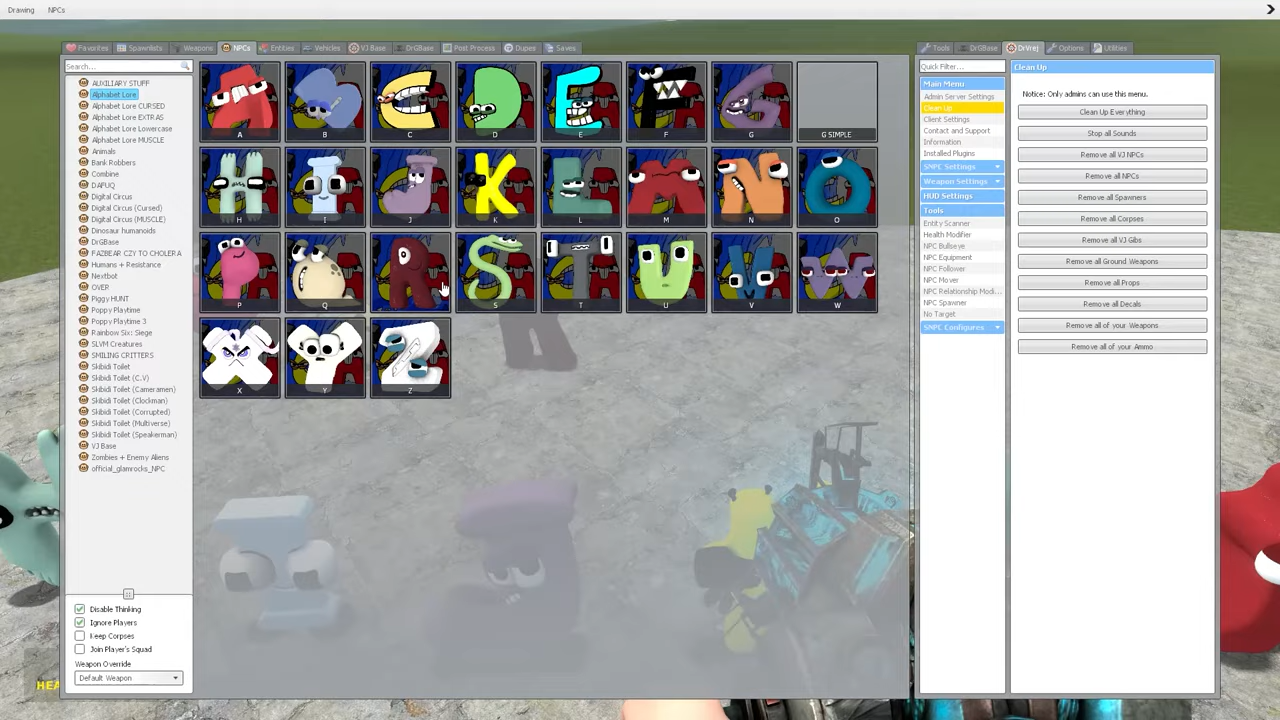 Drawing NPCs
Favorites Spawnlists Weapons NPCs Entities Vehicles VJ Base DrGBase Post Process Dupes Saves
Tools DrGBase DrVrej Options Utilities
Search...
AUXILIARY STUFF
Alphabet Lore
Alphabet Lore CURSED
Alphabet Lore EXTRAS
Alphabet Lore Lowercase
Alphabet Lore MUSCLE
Animals
Bank Robbers
Combine
DAFUQ
Digital Circus
Digital Circus (Cursed)
Digital Circus (MUSCLE)
Dinosaur humanoids
DrGBase
FAZBEAR CZY TO CHOLERA
Humans + Resistance
Nextbot
OVER
Piggy HUNT
Poppy Playtime
Poppy Playtime 3
Rainbow Six: Siege
SLVM Creatures
SMILING CRITTERS
Skibidi Toilet
Skibidi Toilet (C.V)
Skibidi Toilet (Cameramen)
Skibidi Toilet (Clockman)
Skibidi Toilet (Corrupted)
Skibidi Toilet (Multiverse)
Skibidi Toilet (Speakerman)
VJ Base
Zombies + Enemy Aliens
official_glamrocks_NPC
Disable Thinking
Ignore Players
Keep Corpses
Join Player's Squad
Weapon Override
Default Weapon
A B C D E F G G SIMPLE
H I J K L M N O
P Q S T U V W
X Y Z
Quick Filter...
Main Menu
Admin Server Settings
Clean Up
Client Settings
Contact and Support
Information
Installed Plugins
SNPC Settings
Weapon Settings
HUD Settings
Tools
Entity Scanner
Health Modifier
NPC Bullseye
NPC Equipment
NPC Follower
NPC Mover
NPC Relationship Modi...
NPC Spawner
No Target
SNPC Configures
Clean Up
Notice: Only admins can use this menu.
Clean Up Everything
Stop all Sounds
Remove all VJ NPCs
Remove all NPCs
Remove all Spawners
Remove all Corpses
Remove all VJ Gibs
Remove all Ground Weapons
Remove all Props
Remove all Decals
Remove all of your Weapons
Remove all of your Ammo
HEA